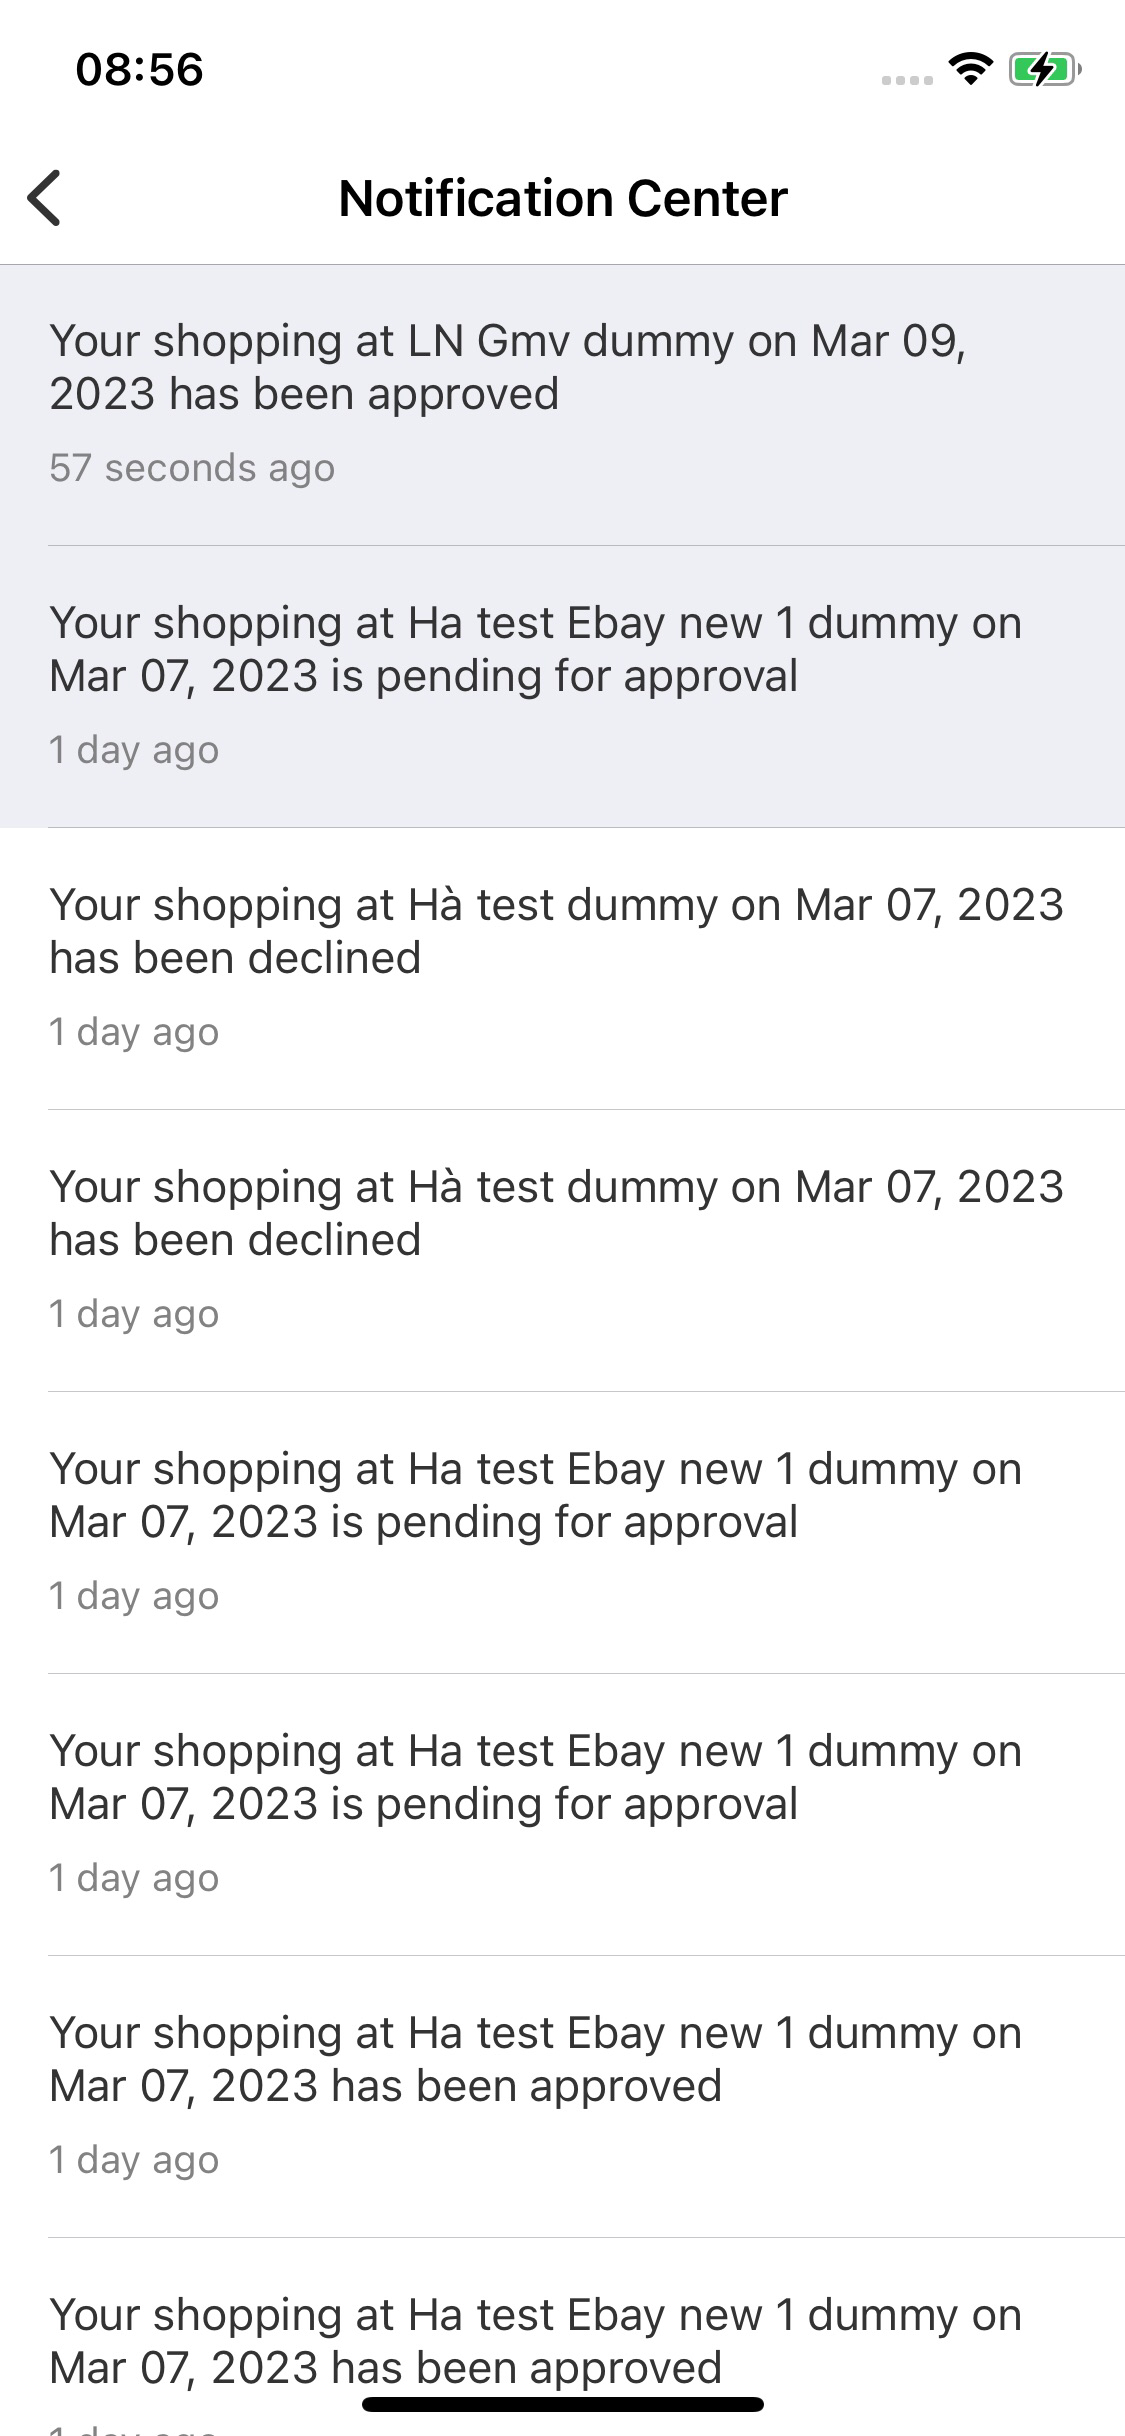 08:56
Notification Center
Your shopping at LN Gmv dummy on Mar 09,
2023 has been approved
57 seconds ago
Your shopping at Ha test Ebay new 1 dummy on
Mar 07, 2023 is pending for approval
1 day ago
Your shopping at Hà test dummy on Mar 07, 2023
has been declined
1 day ago
Your shopping at Hà test dummy on Mar 07, 2023
has been declined
1 day ago
Your shopping at Ha test Ebay new 1 dummy on
Mar 07, 2023 is pending for approval
1 day ago
Your shopping at Ha test Ebay new 1 dummy on
Mar 07, 2023 is pending for approval
1 day ago
Your shopping at Ha test Ebay new 1 dummy on
Mar 07, 2023 has been approved
1 day ago
Your shopping at Ha test Ebay new 1 dummy on
Mar 07, 2023 has been approved
1 day ago